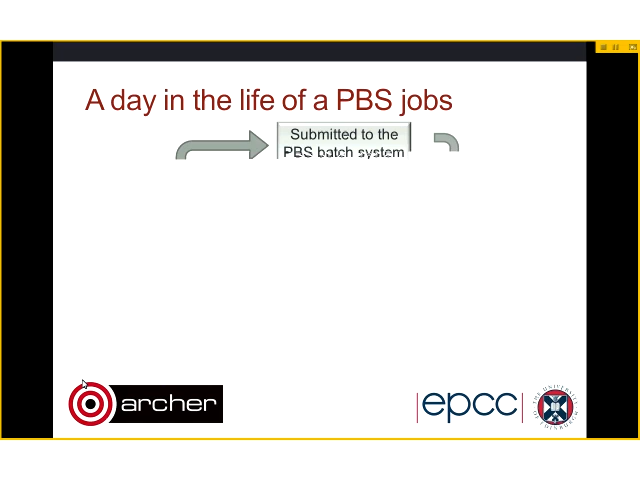 A day in the life of a PBS jobs
Submitted to the
PBS batch system
archer
epcc